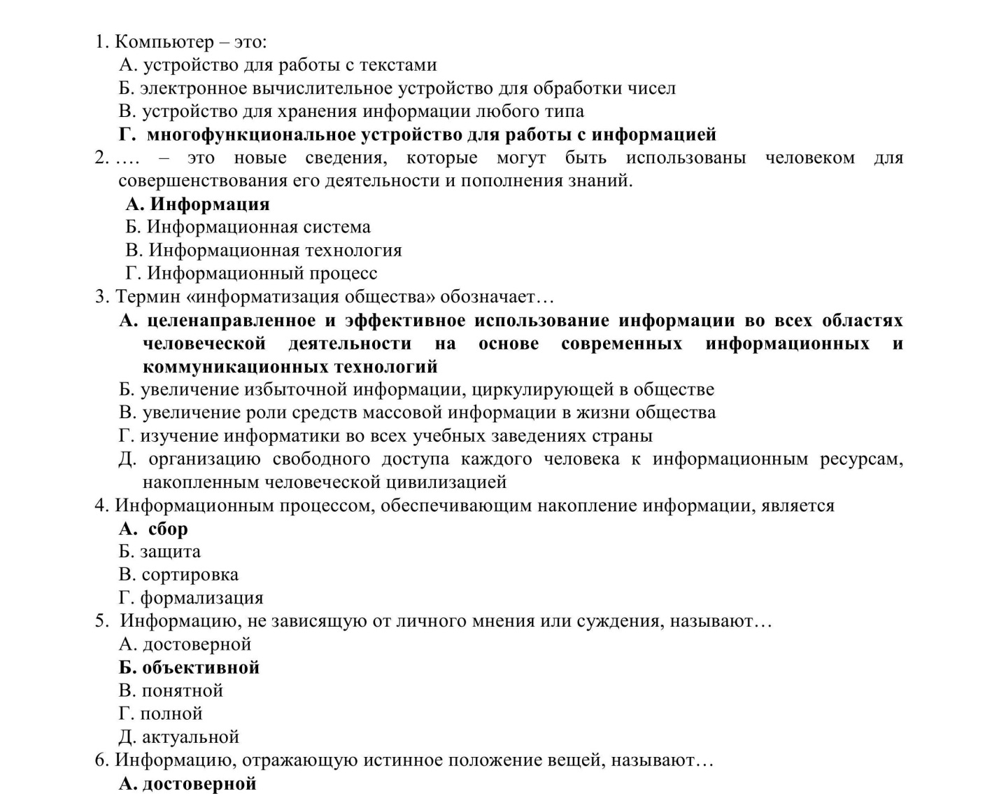 1. Компьютер – это:
А. устройство для работы с текстами
Б. электронное вычислительное устройство для обработки чисел
В. устройство для хранения информации любого типа
Г. многофункциональное устройство для работы с информацией
2. …. – это новые сведения, которые могут быть использованы человеком для
совершенствования его деятельности и пополнения знаний.
А. Информация
Б. Информационная система
В. Информационная технология
Г. Информационный процесс
3. Термин «информатизация общества» обозначает…
А. целенаправленное и эффективное использование информации во всех областях
человеческой деятельности на основе современных информационных и
коммуникационных технологий
Б. увеличение избыточной информации, циркулирующей в обществе
В. увеличение роли средств массовой информации в жизни общества
Г. изучение информатики во всех учебных заведениях страны
Д. организацию свободного доступа каждого человека к информационным ресурсам,
накопленным человеческой цивилизацией
4. Информационным процессом, обеспечивающим накопление информации, является
А. сбор
Б. защита
В. сортировка
Г. формализация
5. Информацию, не зависящую от личного мнения или суждения, называют…
А. достоверной
Б. объективной
В. понятной
Г. полной
Д. актуальной
6. Информацию, отражающую истинное положение вещей, называют…
А. достоверной